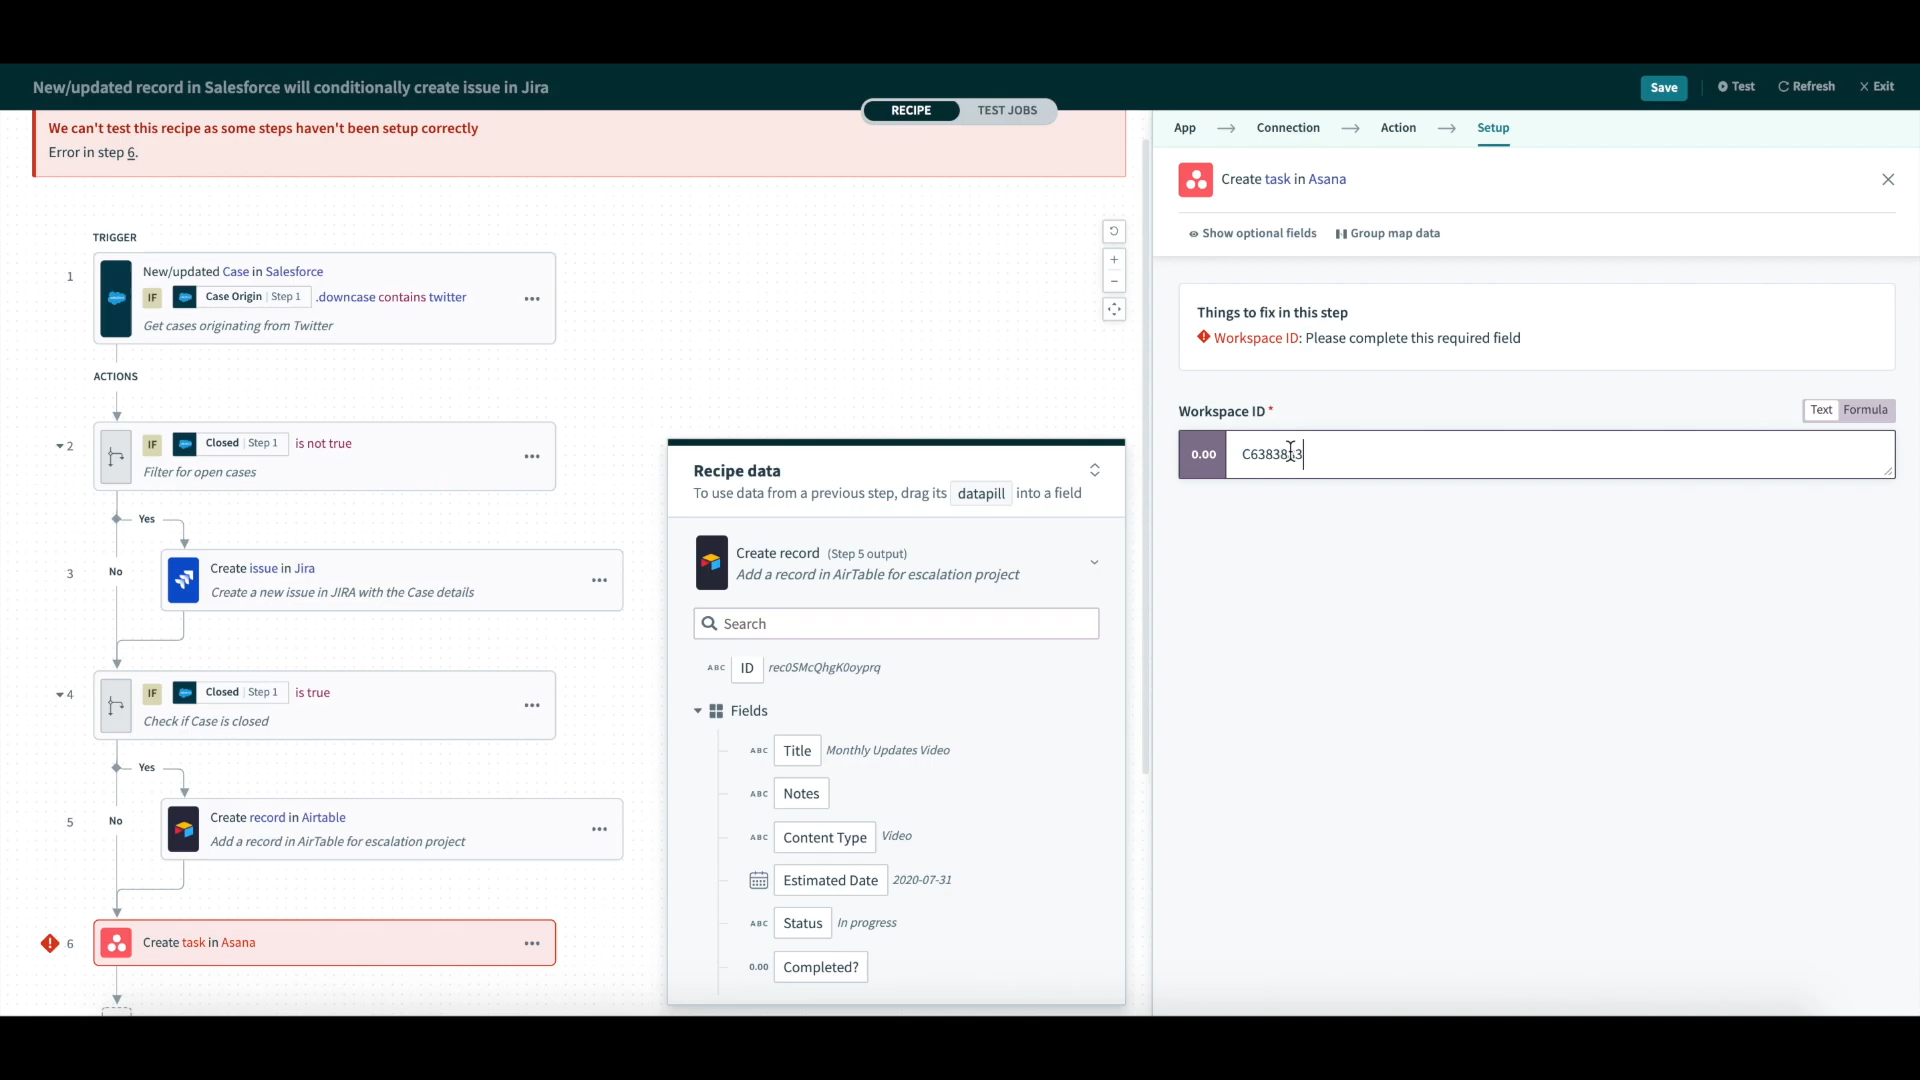 New/updated record in Salesforce will conditionally create issue in Jira
Save
Test
Refresh
Exit
RECIPE
TEST JOBS
We can't test this recipe as some steps haven't been setup correctly
Error in step 6.
App
Connection
Action
Setup
Create task in Asana
Show optional fields
Group map data
Things to fix in this step
Workspace ID: Please complete this required field
Workspace ID *
Text
Formula
0.00
TRIGGER
1
New/updated Case in Salesforce
IF Case Origin | Step 1 .downcase contains twitter
Get cases originating from Twitter
ACTIONS
2
IF Closed | Step 1 is not true
Filter for open cases
Yes
3
No
Create issue in Jira
Create a new issue in JIRA with the Case details
4
IF Closed | Step 1 is true
Check if Case is closed
Yes
5
No
Create record in Airtable
Add a record in AirTable for escalation project
6
Create task in Asana
Recipe data
To use data from a previous step, drag its datapill into a field
Create record (Step 5 output)
Add a record in AirTable for escalation project
Search
ABC ID rec0SMcQhgK0oyprq
Fields
ABC Title Monthly Updates Video
ABC Notes
ABC Content Type Video
Estimated Date 2020-07-31
ABC Status In progress
0.00 Completed?